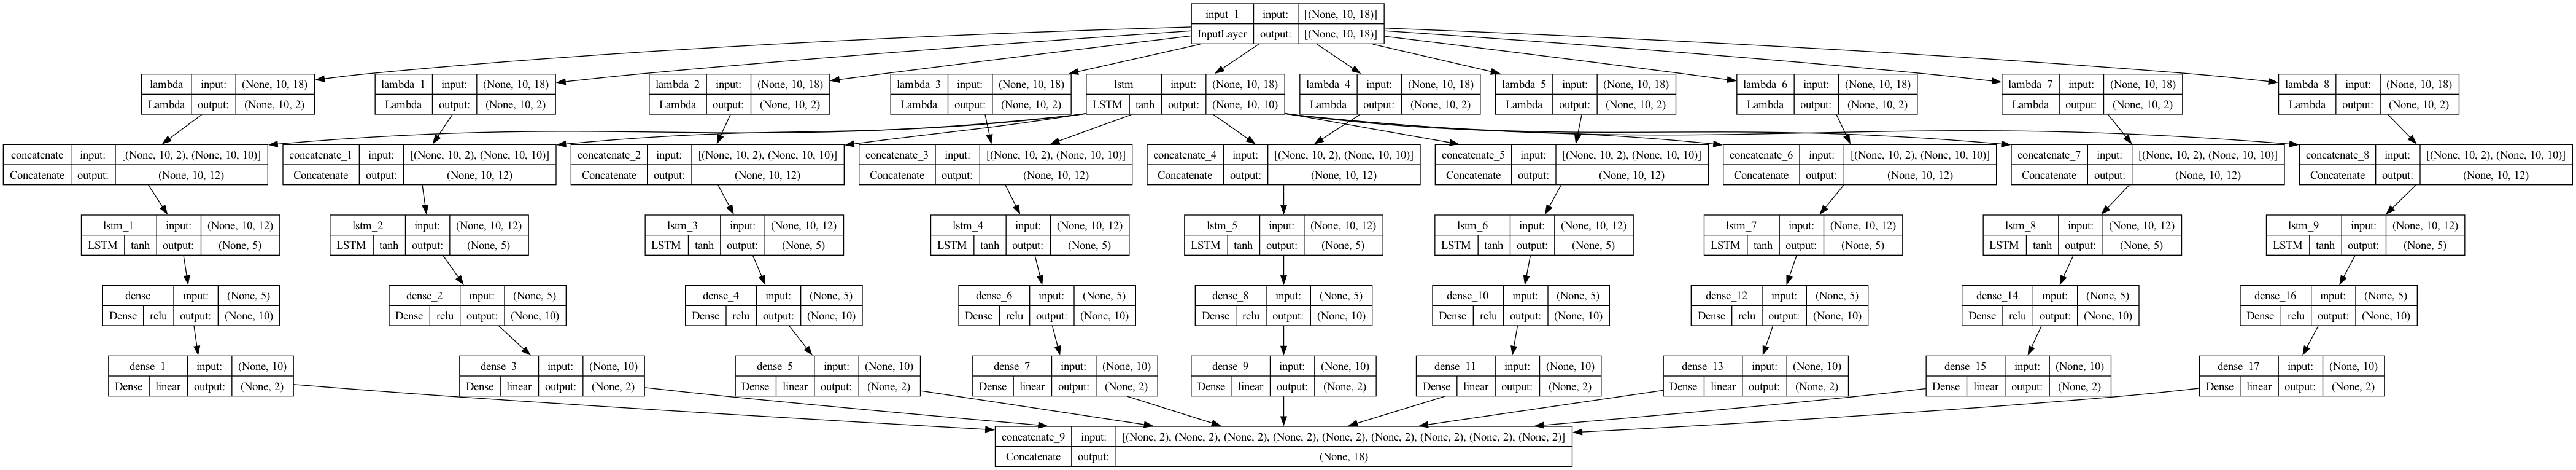 input_1 input: [(None, 10, 18)]
InputLayer output: [(None, 10, 18)]
lambda input: (None, 10, 18)
Lambda output: (None, 10, 2)
lambda_1 input: (None, 10, 18)
Lambda output: (None, 10, 2)
lambda_2 input: (None, 10, 18)
Lambda output: (None, 10, 2)
lambda_3 input: (None, 10, 18)
Lambda output: (None, 10, 2)
lstm input: (None, 10, 18)
LSTM tanh output: (None, 10, 10)
lambda_4 input: (None, 10, 18)
Lambda output: (None, 10, 2)
lambda_5 input: (None, 10, 18)
Lambda output: (None, 10, 2)
lambda_6 input: (None, 10, 18)
Lambda output: (None, 10, 2)
lambda_7 input: (None, 10, 18)
Lambda output: (None, 10, 2)
lambda_8 input: (None, 10, 18)
Lambda output: (None, 10, 2)
concatenate input: [(None, 10, 2), (None, 10, 10)]
Concatenate output: (None, 10, 12)
concatenate_1 input: [(None, 10, 2), (None, 10, 10)]
Concatenate output: (None, 10, 12)
concatenate_2 input: [(None, 10, 2), (None, 10, 10)]
Concatenate output: (None, 10, 12)
concatenate_3 input: [(None, 10, 2), (None, 10, 10)]
Concatenate output: (None, 10, 12)
concatenate_4 input: [(None, 10, 2), (None, 10, 10)]
Concatenate output: (None, 10, 12)
concatenate_5 input: [(None, 10, 2), (None, 10, 10)]
Concatenate output: (None, 10, 12)
concatenate_6 input: [(None, 10, 2), (None, 10, 10)]
Concatenate output: (None, 10, 12)
concatenate_7 input: [(None, 10, 2), (None, 10, 10)]
Concatenate output: (None, 10, 12)
concatenate_8 input: [(None, 10, 2), (None, 10, 10)]
Concatenate output: (None, 10, 12)
lstm_1 input: (None, 10, 12)
LSTM tanh output: (None, 5)
lstm_2 input: (None, 10, 12)
LSTM tanh output: (None, 5)
lstm_3 input: (None, 10, 12)
LSTM tanh output: (None, 5)
lstm_4 input: (None, 10, 12)
LSTM tanh output: (None, 5)
lstm_5 input: (None, 10, 12)
LSTM tanh output: (None, 5)
lstm_6 input: (None, 10, 12)
LSTM tanh output: (None, 5)
lstm_7 input: (None, 10, 12)
LSTM tanh output: (None, 5)
lstm_8 input: (None, 10, 12)
LSTM tanh output: (None, 5)
lstm_9 input: (None, 10, 12)
LSTM tanh output: (None, 5)
dense input: (None, 5)
Dense relu output: (None, 10)
dense_2 input: (None, 5)
Dense relu output: (None, 10)
dense_4 input: (None, 5)
Dense relu output: (None, 10)
dense_6 input: (None, 5)
Dense relu output: (None, 10)
dense_8 input: (None, 5)
Dense relu output: (None, 10)
dense_10 input: (None, 5)
Dense relu output: (None, 10)
dense_12 input: (None, 5)
Dense relu output: (None, 10)
dense_14 input: (None, 5)
Dense relu output: (None, 10)
dense_16 input: (None, 5)
Dense relu output: (None, 10)
dense_1 input: (None, 10)
Dense linear output: (None, 2)
dense_3 input: (None, 10)
Dense linear output: (None, 2)
dense_5 input: (None, 10)
Dense linear output: (None, 2)
dense_7 input: (None, 10)
Dense linear output: (None, 2)
dense_9 input: (None, 10)
Dense linear output: (None, 2)
dense_11 input: (None, 10)
Dense linear output: (None, 2)
dense_13 input: (None, 10)
Dense linear output: (None, 2)
dense_15 input: (None, 10)
Dense linear output: (None, 2)
dense_17 input: (None, 10)
Dense linear output: (None, 2)
concatenate_9 input: [(None, 2), (None, 2), (None, 2), (None, 2), (None, 2), (None, 2), (None, 2), (None, 2), (None, 2)]
Concatenate output: (None, 18)